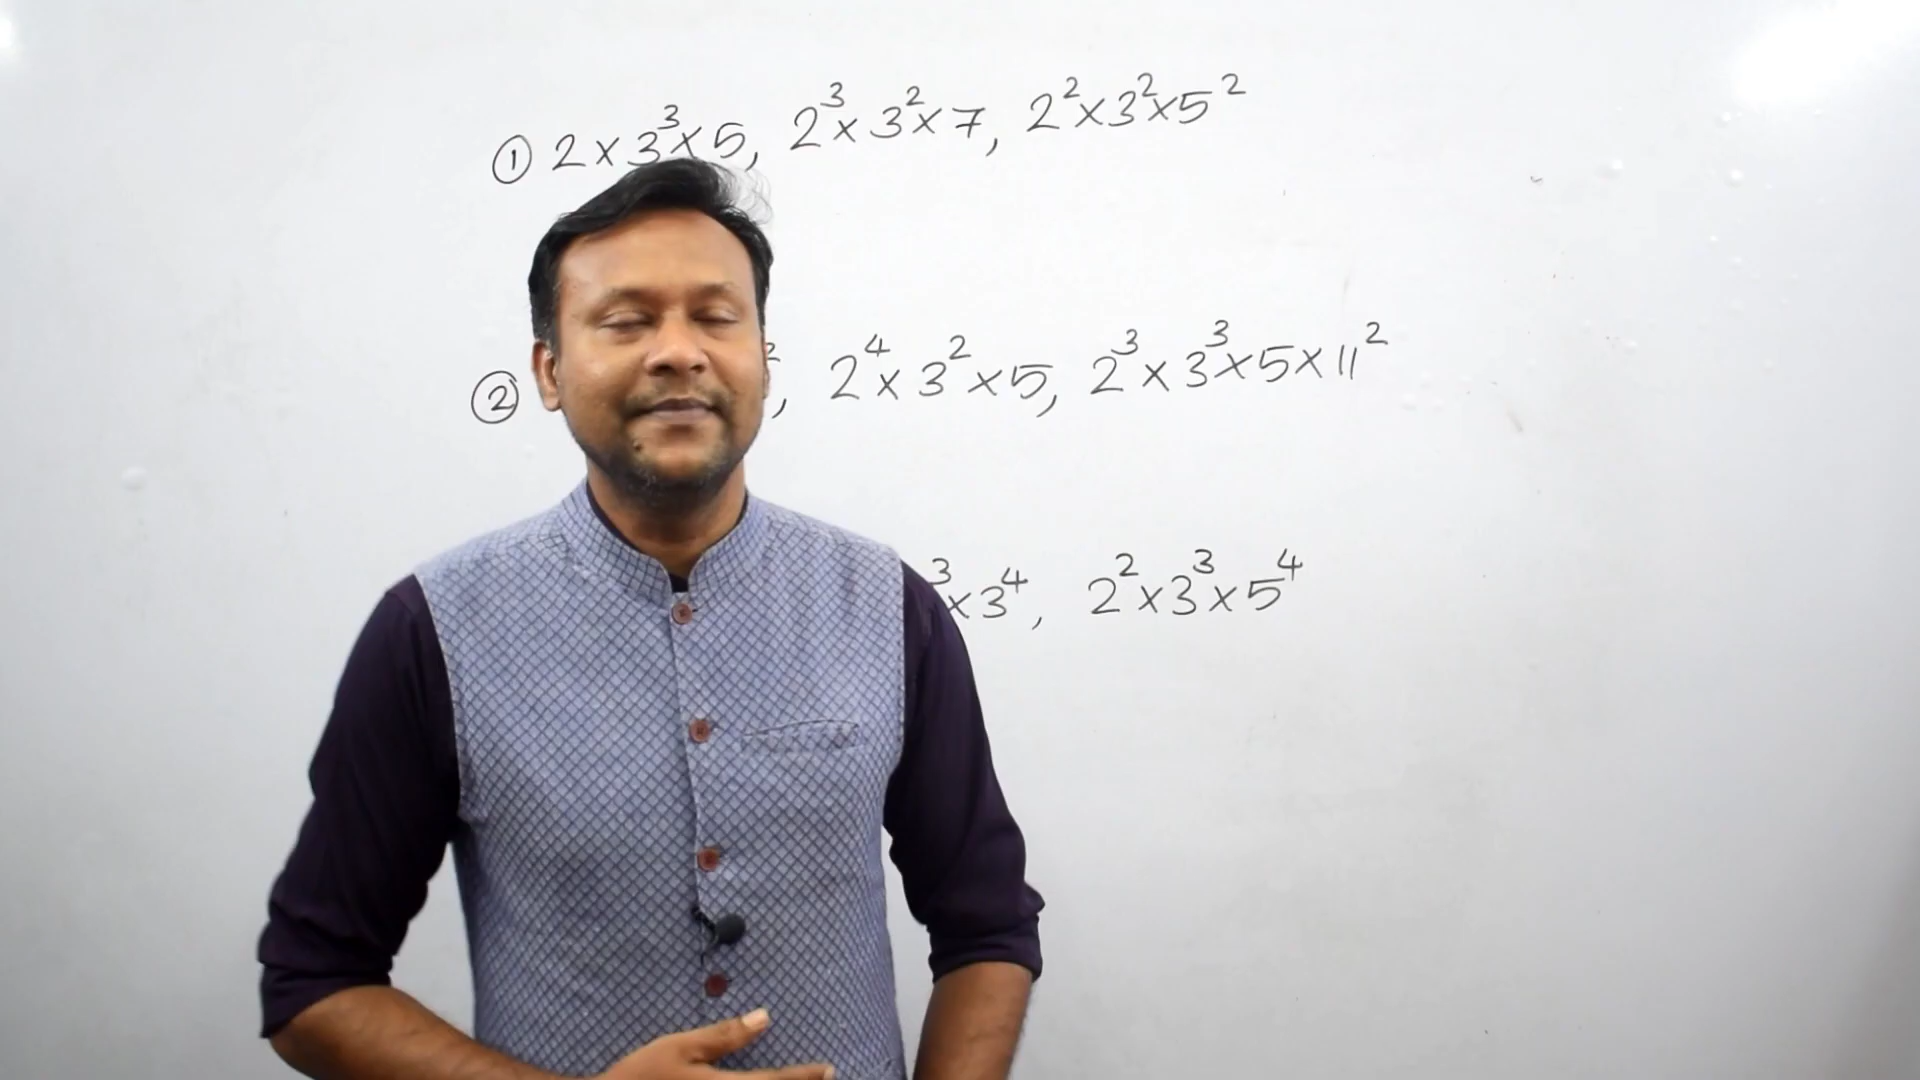 ① 2×3³×5, 2³×3²×7, 2²×3²×5²
② ², 2⁴×3²×5, 2³×3³×5×11²
³×3⁴, 2²×3³×5⁴